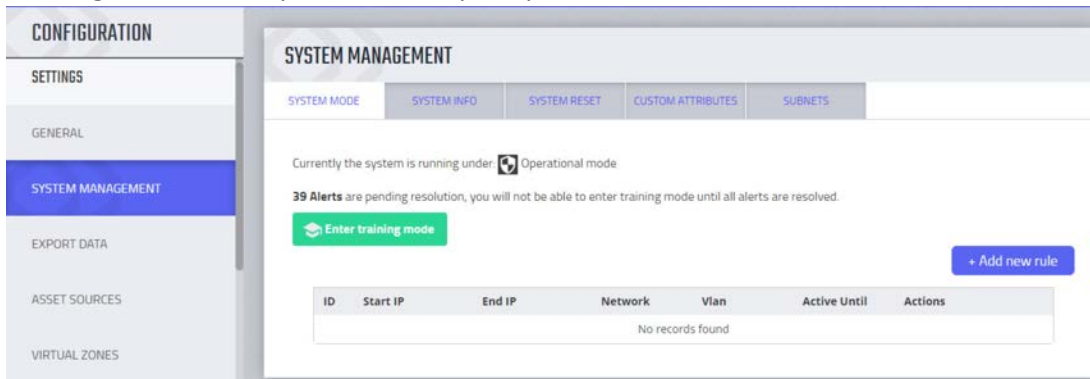 CONFIGURATION
SETTINGS
GENERAL
SYSTEM MANAGEMENT
EXPORT DATA
ASSET SOURCES
VIRTUAL ZONES
SYSTEM MANAGEMENT
SYSTEM MODE SYSTEM INFO SYSTEM RESET CUSTOM ATTRIBUTES SUBNETS
Currently the system is running under: Operational mode
39 Alerts are pending resolution, you will not be able to enter training mode until all alerts are resolved.
Enter training mode
+ Add new rule
ID Start IP End IP Network Vlan Active Until Actions
No records found